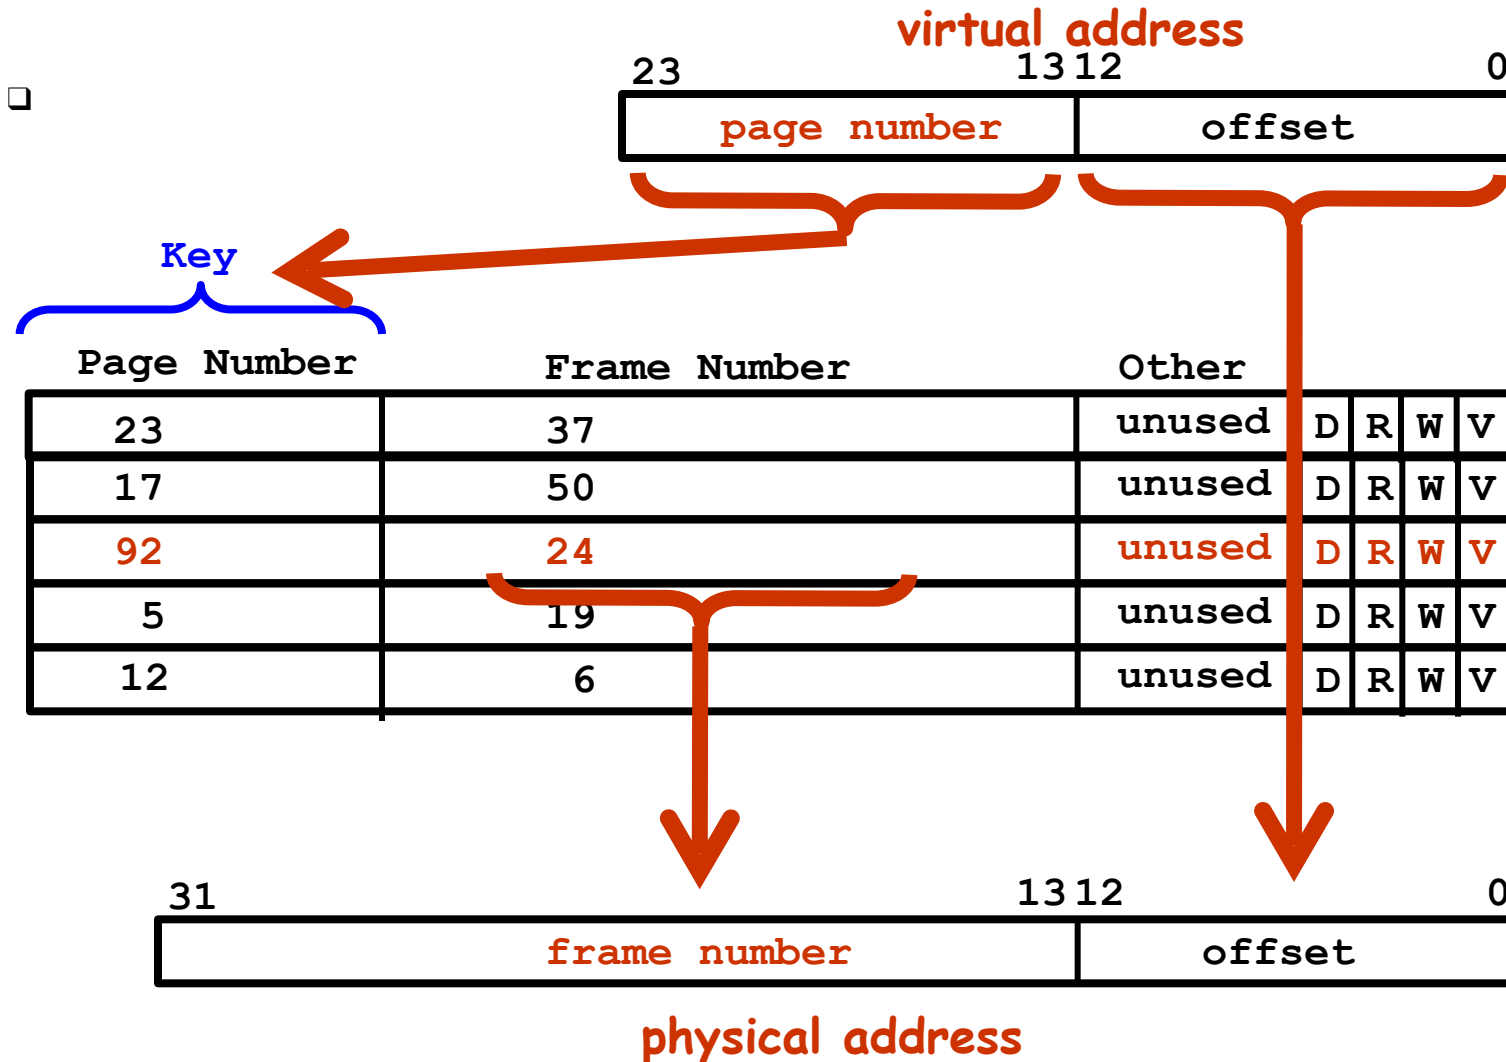 virtual address
23 13 12 0
page number offset
Key
Page Number Frame Number Other
23 37 unused D R W V
17 50 unused D R W V
92 24 unused D R W V
5 19 unused D R W V
12 6 unused D R W V
31 13 12 0
frame number offset
physical address